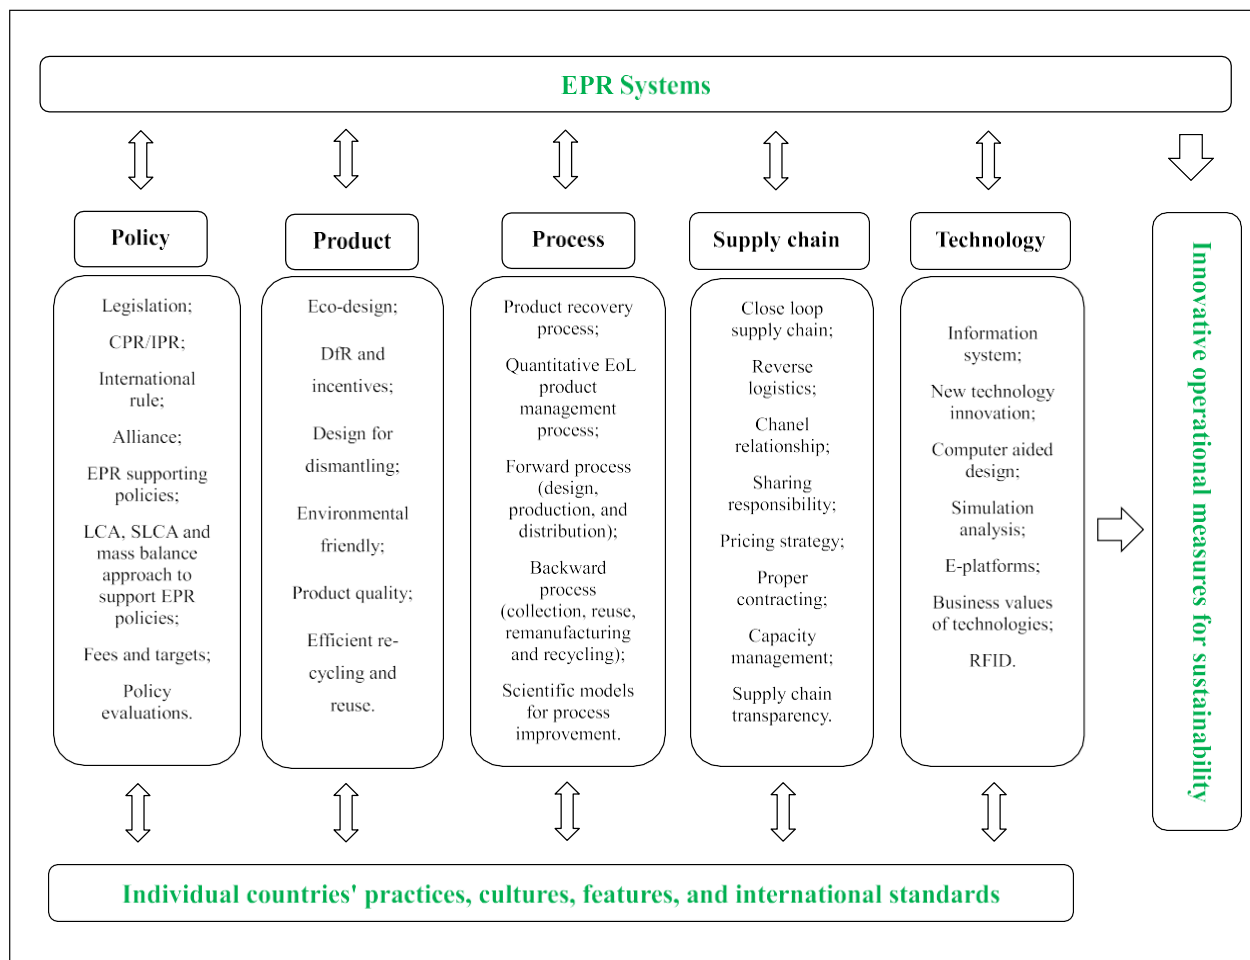 EPR Systems
Policy
Legislation;
CPR/IPR;
International
rule;
Alliance;
EPR supporting
policies;
LCA, SLCA and
mass balance
approach to
support EPR
policies;
Fees and targets;
Policy
evaluations.
Product
Eco-design;
DfR and
incentives;
Design for
dismantling;
Environmental
friendly;
Product quality;
Efficient re-
cycling and
reuse.
Process
Product recovery
process;
Quantitative EoL
product
management
process;
Forward process
(design,
production, and
distribution);
Backward
process
(collection, reuse,
remanufacturing
and recycling);
Scientific models
for process
improvement.
Supply chain
Close loop
supply chain;
Reverse
logistics;
Chanel
relationship;
Sharing
responsibility;
Pricing strategy;
Proper
contracting;
Capacity
management;
Supply chain
transparency.
Technology
Information
system;
New technology
innovation;
Computer aided
design;
Simulation
analysis;
E-platforms;
Business values
of technologies;
RFID.
Innovative operational measures for sustainability
Individual countries' practices, cultures, features, and international standards